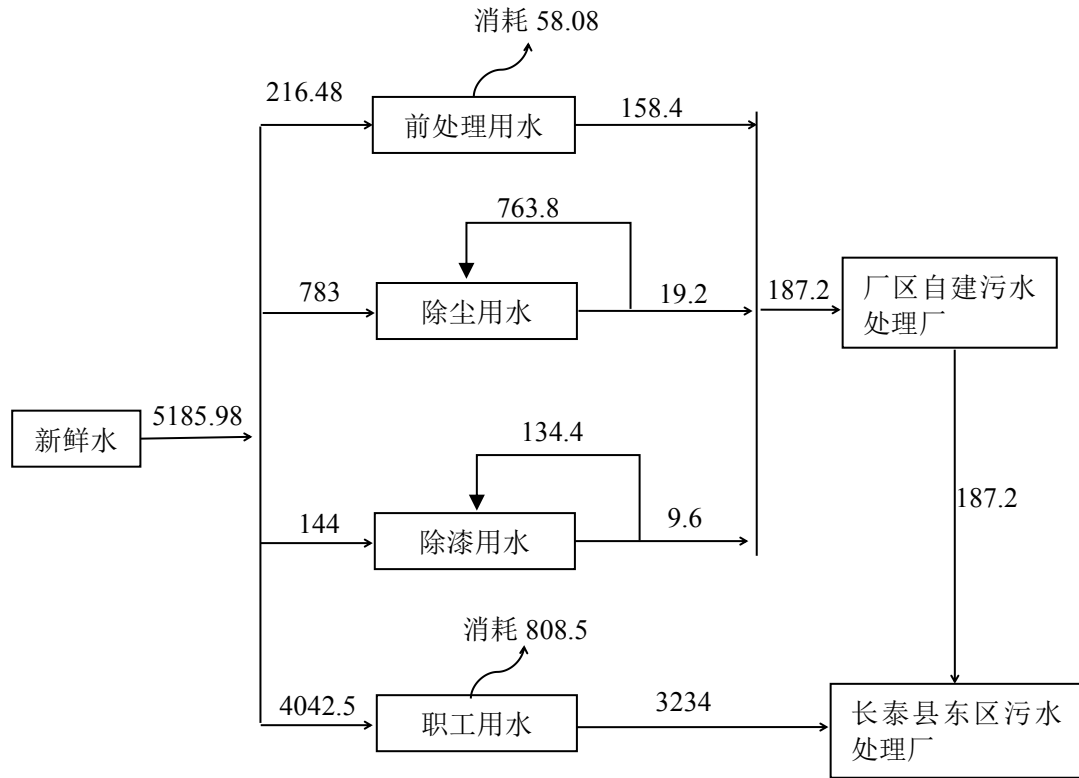 消耗 58.08
216.48
前处理用水
158.4
763.8
783
除尘用水
19.2
187.2
厂区自建污水
处理厂
新鲜水
5185.98
134.4
144
除漆用水
9.6
187.2
消耗 808.5
4042.5
职工用水
3234
长泰县东区污水
处理厂